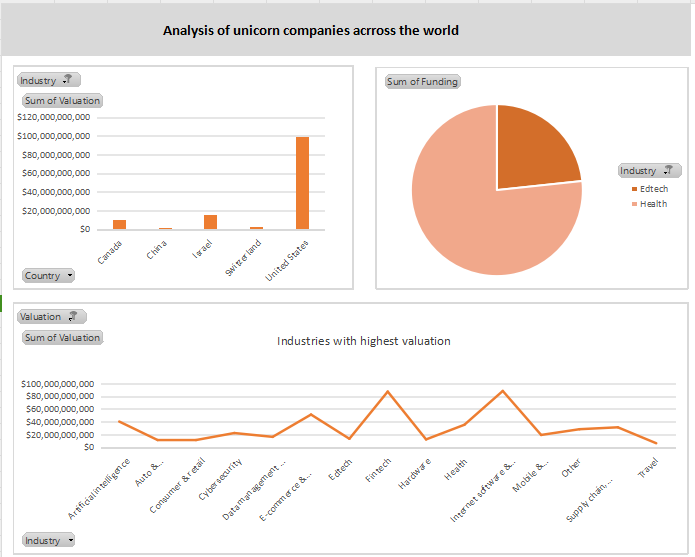 Analysis of unicorn companies acrross the world
Industry
Sum of Valuation
$120,000,000,000
$100,000,000,000
$80,000,000,000
$60,000,000,000
$40,000,000,000
$20,000,000,000
$0
Canada
China
Israel
Switzerland
United States
Country
Sum of Funding
Industry
Edtech
Health
Valuation
Sum of Valuation
Industries with highest valuation
$100,000,000,000
$80,000,000,000
$60,000,000,000
$40,000,000,000
$20,000,000,000
$0
Artificial intelligence
Auto &...
Consumer & retail
Cybersecurity
Data management ...
E-commerce &...
Edtech
Fintech
Hardware
Health
Internet software &...
Mobile &...
Other
Supply chain,...
Travel
Industry